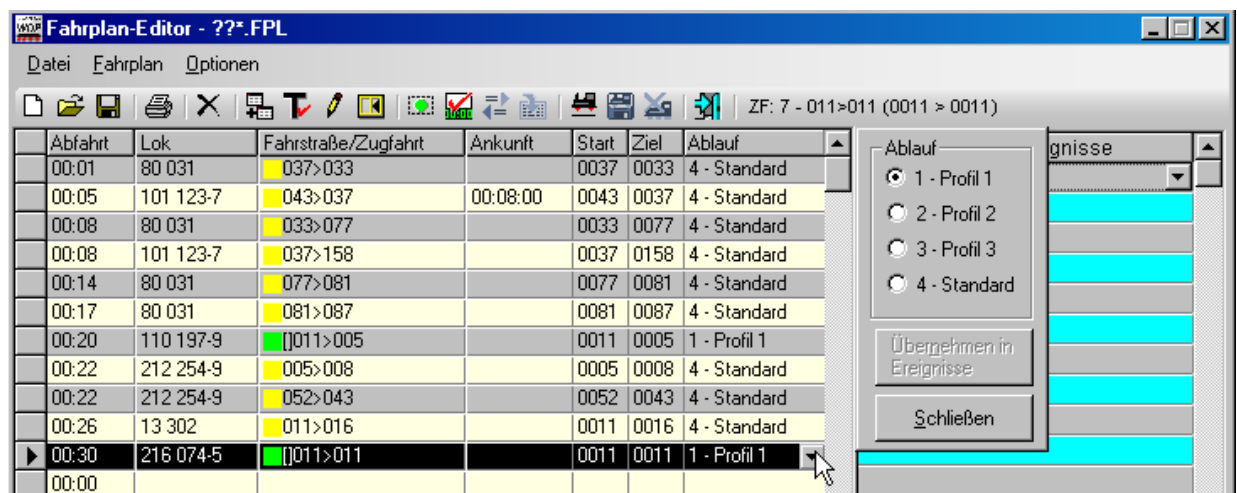 Fahrplan-Editor - ??*.FPL
Datei Fahrplan Optionen
ZF: 7 - 011>011 (0011 > 0011)
Abfahrt Lok Fahrstraße/Zugfahrt Ankunft Start Ziel Ablauf
00:01 80 031 037>033 0037 0033 4 - Standard
00:05 101 123-7 043>037 00:08:00 0043 0037 4 - Standard
00:08 80 031 033>077 0033 0077 4 - Standard
00:08 101 123-7 037>158 0037 0158 4 - Standard
00:14 80 031 077>081 0077 0081 4 - Standard
00:17 80 031 081>087 0081 0087 4 - Standard
00:20 110 197-9 []011>005 0011 0005 1 - Profil 1
00:22 212 254-9 005>008 0005 0008 4 - Standard
00:22 212 254-9 052>043 0052 0043 4 - Standard
00:26 13 302 011>016 0011 0016 4 - Standard
00:30 216 074-5 []011>011 0011 0011 1 - Profil 1
00:00
Ablauf
1 - Profil 1
2 - Profil 2
3 - Profil 3
4 - Standard
Übernehmen in
Ereignisse
Schließen
gnisse